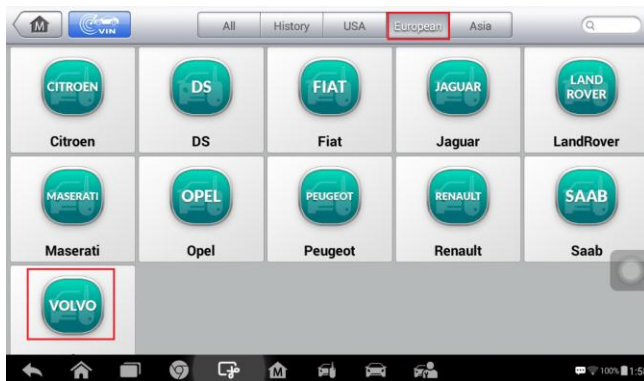 VIN All History USA European Asia
CITROEN DS FIAT JAGUAR LAND
ROVER
Citroen DS Fiat Jaguar LandRover
MASERATI OPEL PEUGEOT RENAULT SAAB
Maserati Opel Peugeot Renault Saab
VOLVO
100%